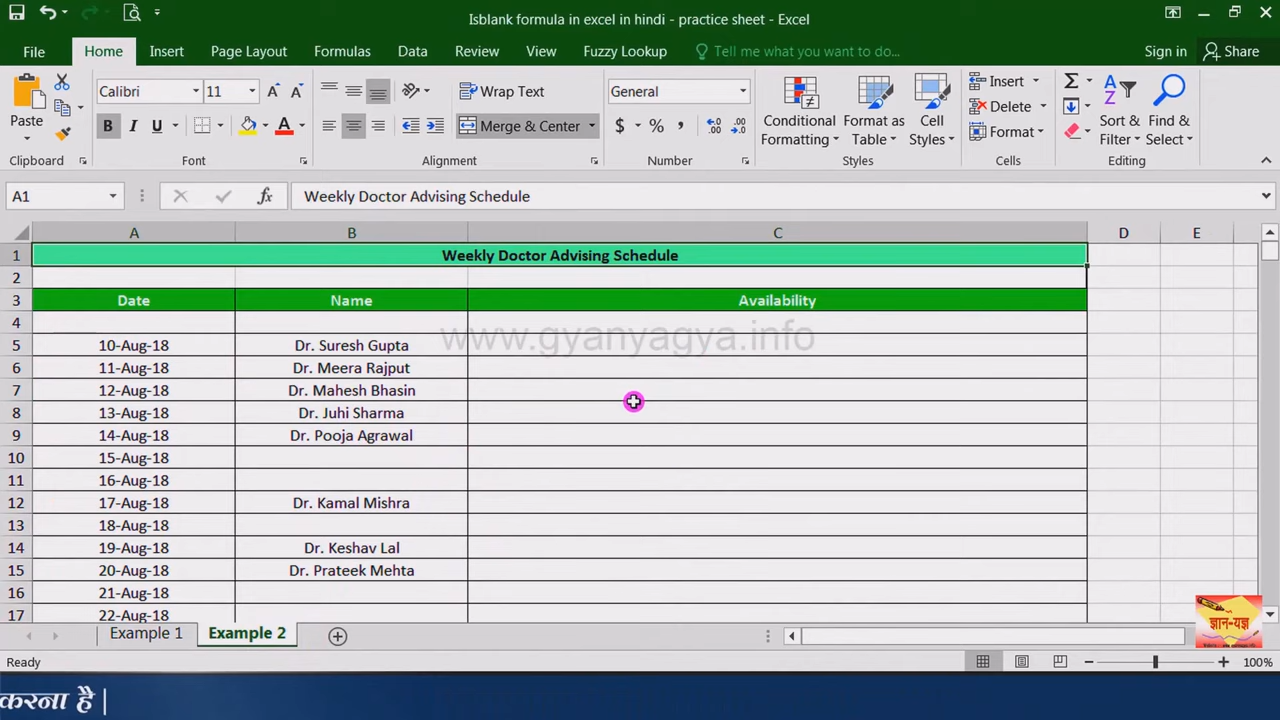 Isblank formula in excel in hindi - practice sheet - Excel
File Home Insert Page Layout Formulas Data Review View Fuzzy Lookup Tell me what you want to do... Sign in Share
Calibri 11 Wrap Text General Insert
Paste B I U Merge & Center $ % , Conditional Formatting Format as Table Cell Styles Delete Format Sort & Filter Find & Select
Clipboard Font Alignment Number Styles Cells Editing
A1 fx Weekly Doctor Advising Schedule
A B C D E
1 Weekly Doctor Advising Schedule
2
3 Date Name Availability
4
www.gyanyagya.info
5 10-Aug-18 Dr. Suresh Gupta
6 11-Aug-18 Dr. Meera Rajput
7 12-Aug-18 Dr. Mahesh Bhasin
8 13-Aug-18 Dr. Juhi Sharma
9 14-Aug-18 Dr. Pooja Agrawal
10 15-Aug-18
11 16-Aug-18
12 17-Aug-18 Dr. Kamal Mishra
13 18-Aug-18
14 19-Aug-18 Dr. Keshav Lal
15 20-Aug-18 Dr. Prateek Mehta
16 21-Aug-18
17 22-Aug-18
ज्ञान-यज्ञ
Example 1 Example 2
Ready 100%
करना है |